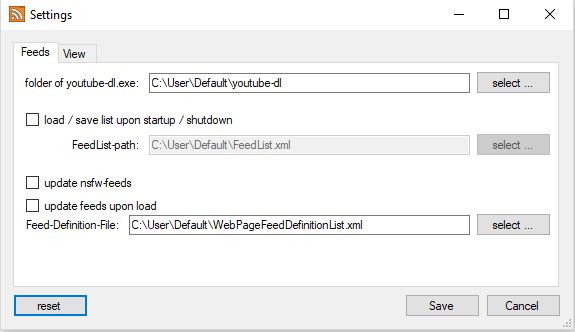 Settings
Feeds View
folder of youtube-dl.exe: C:\User\Default\youtube-dl select ...
load / save list upon startup / shutdown
FeedList-path: C:\User\Default\FeedList.xml select ...
update nsfw-feeds
update feeds upon load
Feed-Definition-File: C:\User\Default\WebPageFeedDefinitionList.xml select ...
reset Save Cancel